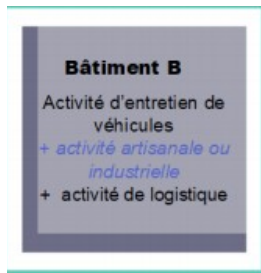 Bâtiment B
Activité d'entretien de
véhicules
+ activité artisanale ou
industrielle
+ activité de logistique